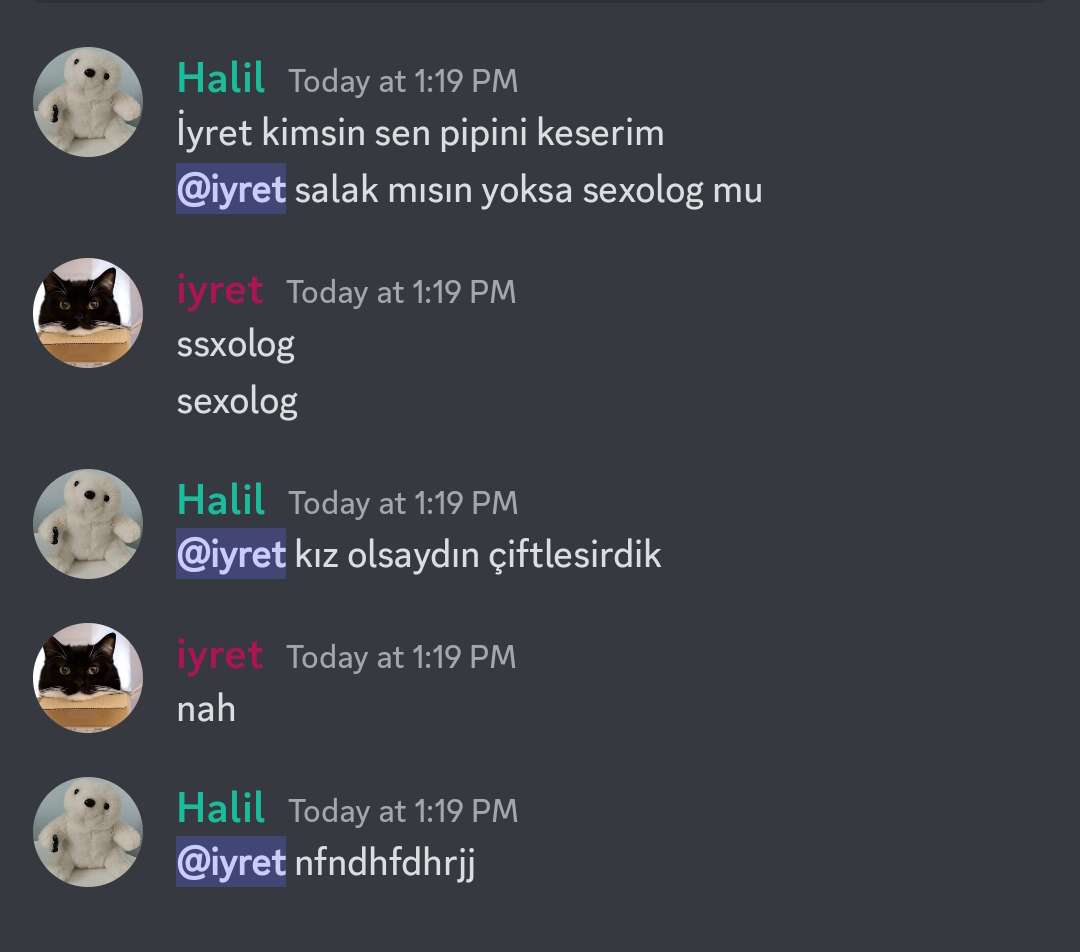 Halil Today at 1:19 PM
İyret kimsin sen pipini keserim
@iyret salak mısın yoksa sexolog mu
iyret Today at 1:19 PM
ssxolog
sexolog
Halil Today at 1:19 PM
@iyret kız olsaydın çiftlesirdik
iyret Today at 1:19 PM
nah
Halil Today at 1:19 PM
@iyret nfndhfdhrjj